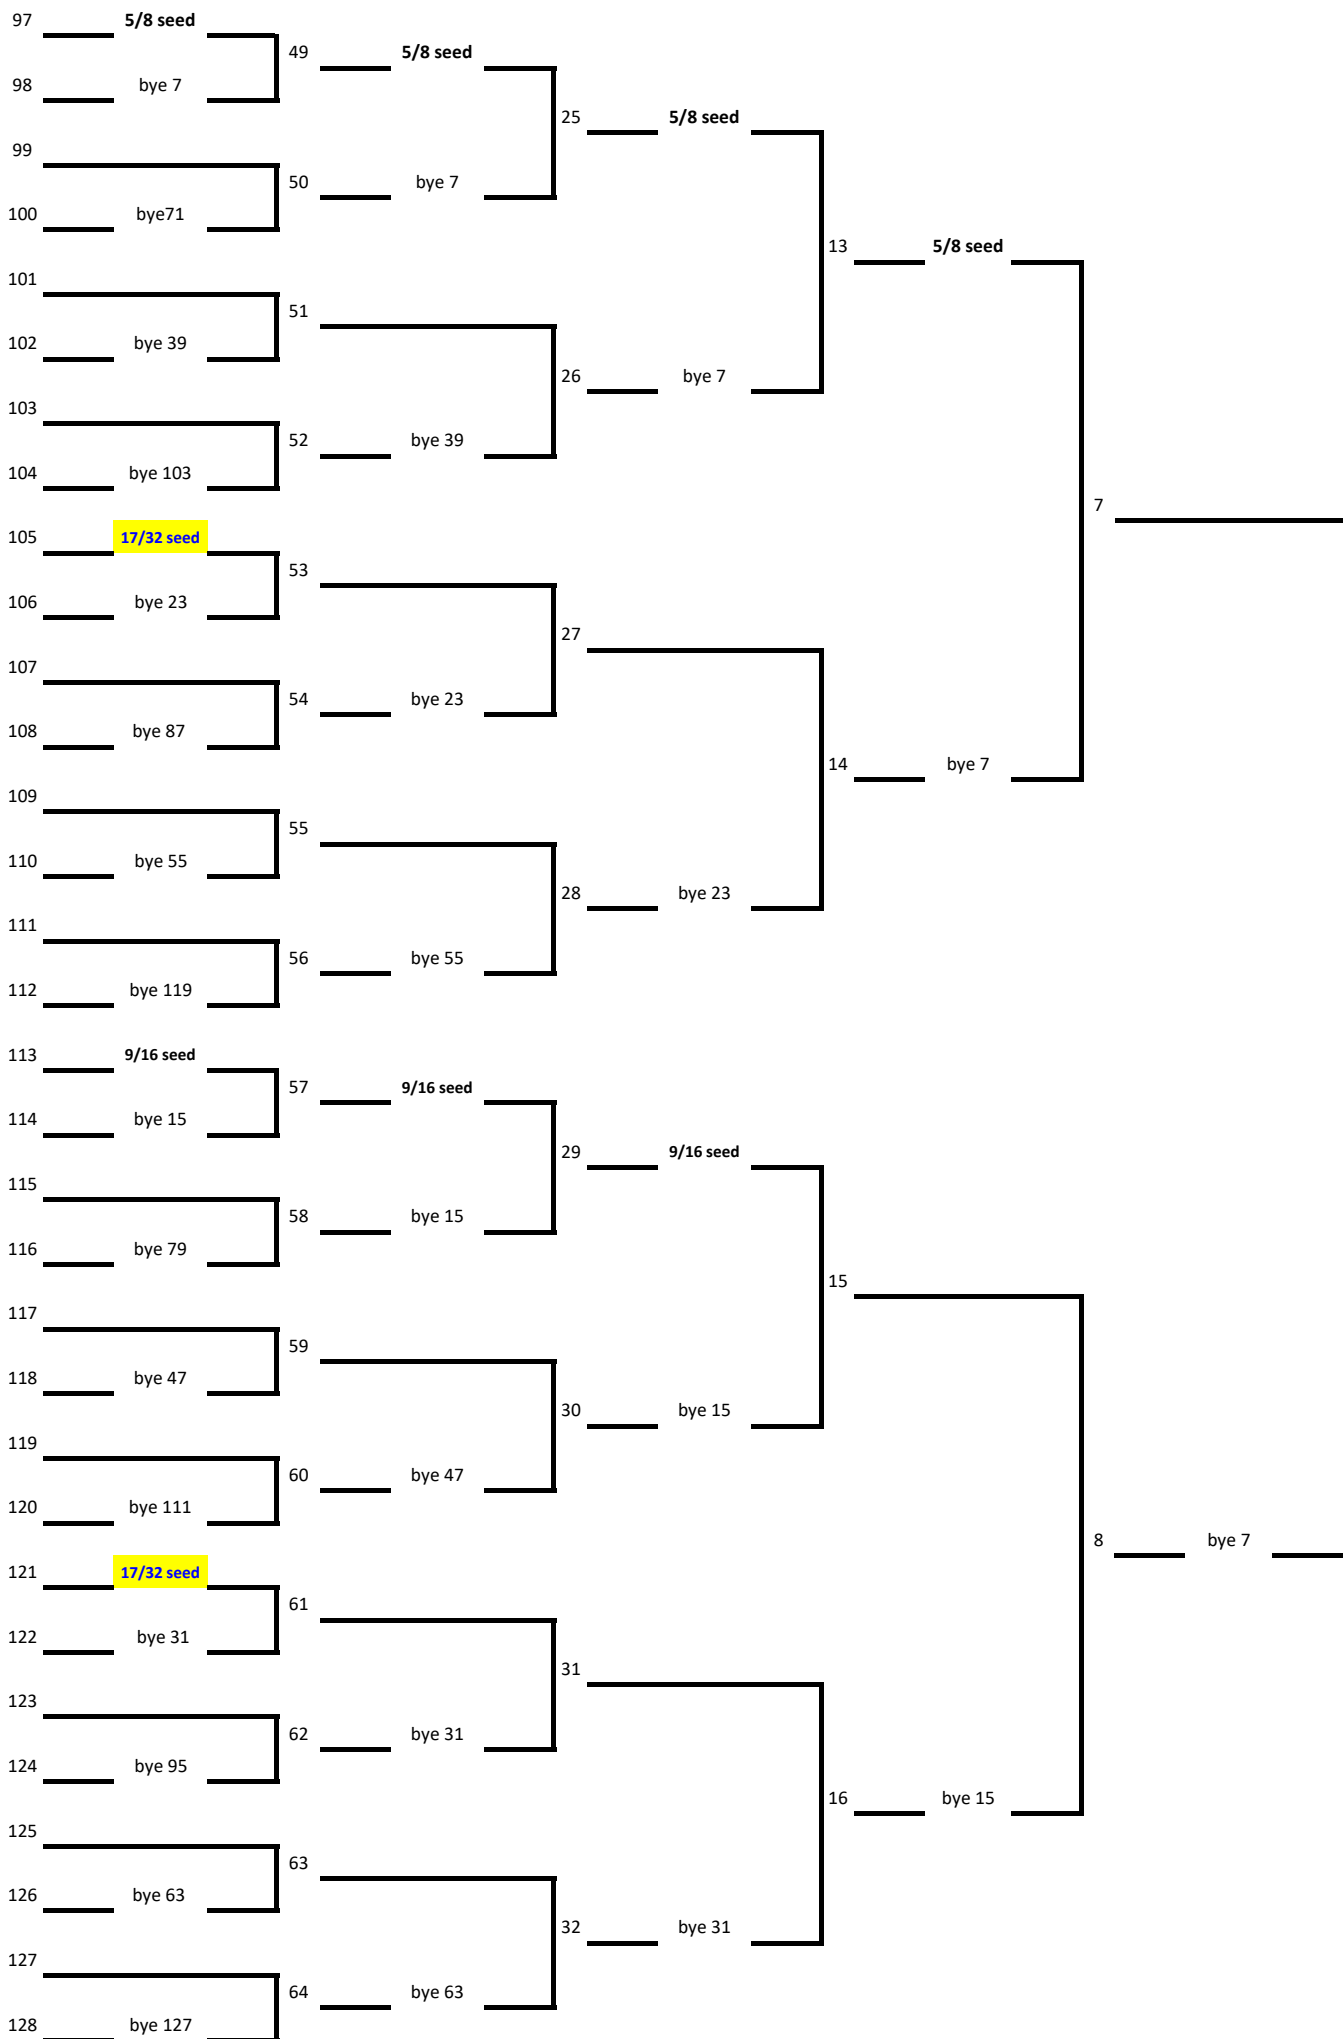 97 5/8 seed
49 5/8 seed
98 bye 7
25 5/8 seed
99
50 bye 7
100 bye71
13 5/8 seed
101
51
102 bye 39
26 bye 7
103
52 bye 39
104 bye 103
7
105 17/32 seed
53
106 bye 23
27
107
54 bye 23
108 bye 87
14 bye 7
109
55
110 bye 55
28 bye 23
111
56 bye 55
112 bye 119
113 9/16 seed
57 9/16 seed
114 bye 15
29 9/16 seed
115
58 bye 15
116 bye 79
15
117
59
118 bye 47
30 bye 15
119
60 bye 47
120 bye 111
8 bye 7
121 17/32 seed
61
122 bye 31
31
123
62 bye 31
124 bye 95
16 bye 15
125
63
126 bye 63
32 bye 31
127
64 bye 63
128 bye 127